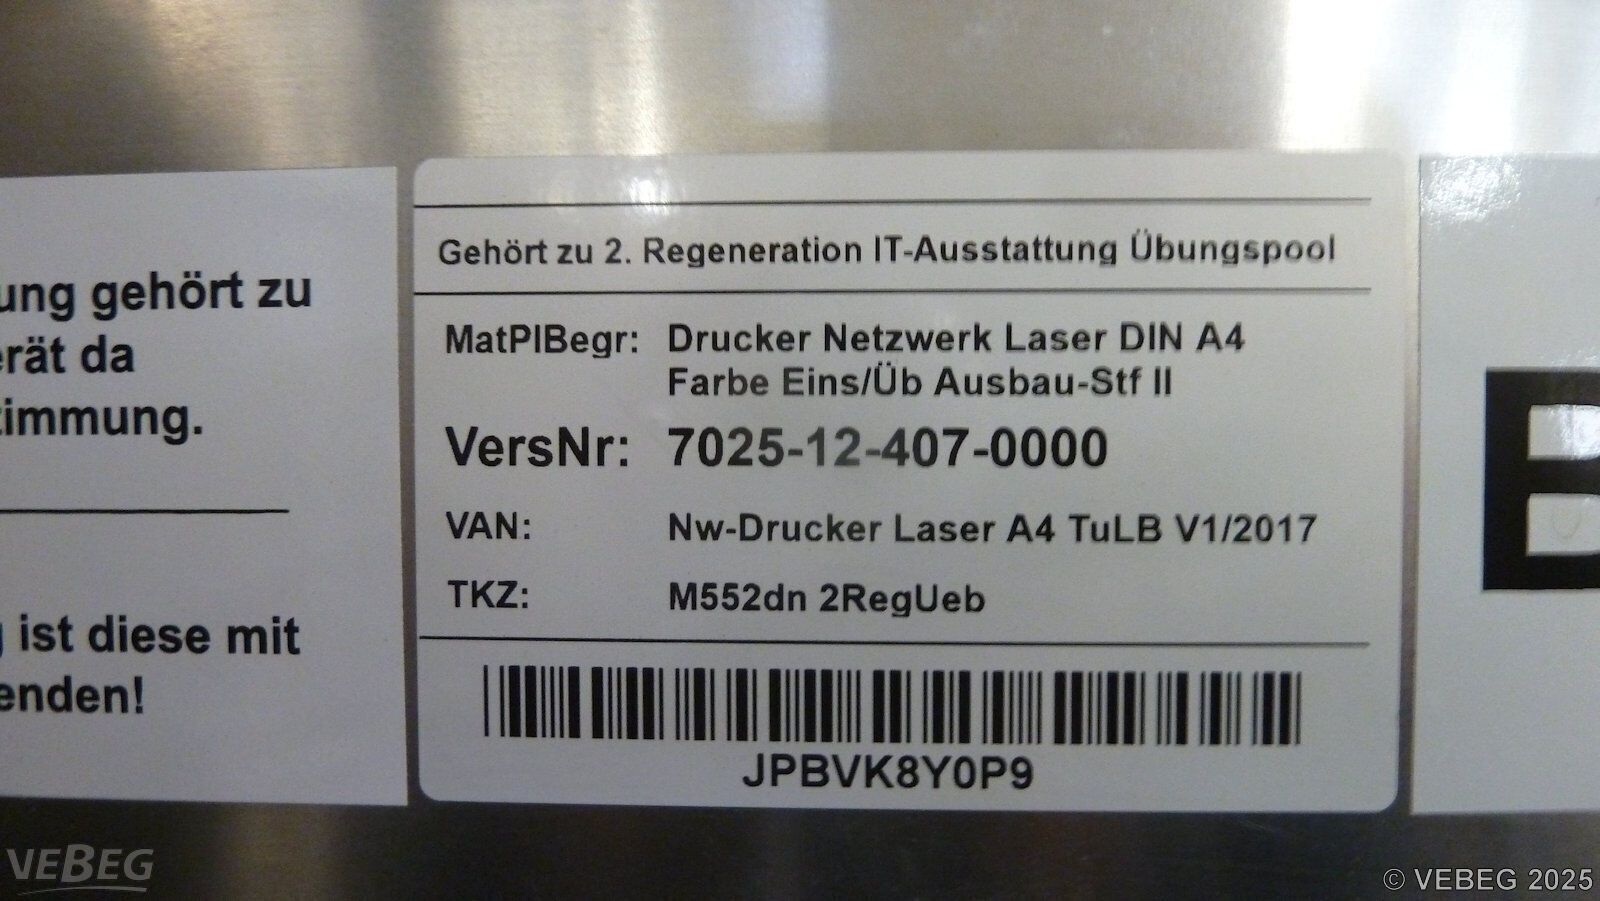 ung gehört zu
erät da
timmung.
ist diese mit
enden!
Gehört zu 2. Regeneration IT-Ausstattung Übungspool
MatPlBegr: Drucker Netzwerk Laser DIN A4
Farbe Eins/Üb Ausbau-Stf II
VersNr: 7025-12-407-0000
VAN: Nw-Drucker Laser A4 TuLB V1/2017
TKZ: M552dn 2RegUeb
JPBVK8Y0P9
B
VEBEG
© VEBEG 2025